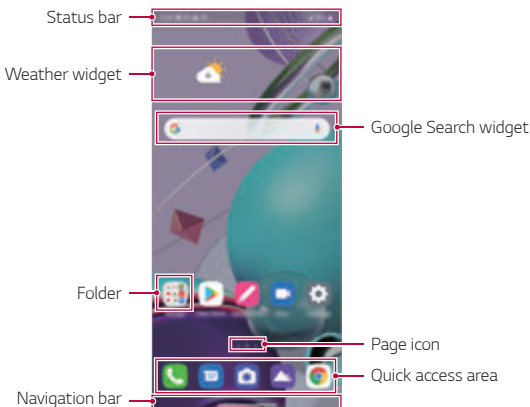 Status bar
Weather widget
Google Search widget
Folder
Page icon
Quick access area
Navigation bar